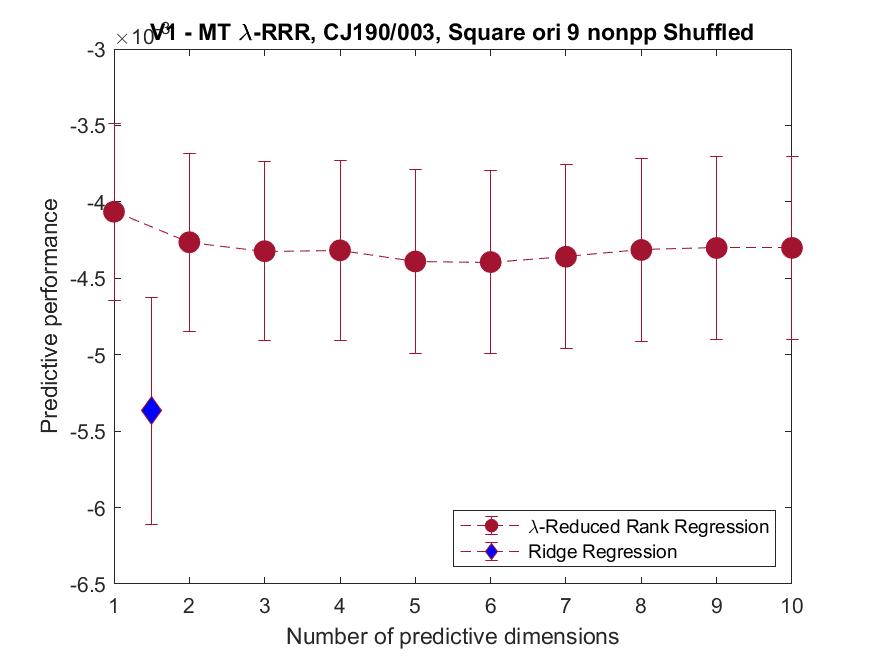 ×10⁻³
V1 - MT λ-RRR, CJ190/003, Square ori 9 nonpp Shuffled
-3
-3.5
-4
-4.5
-5
-5.5
-6
-6.5
Predictive performance
λ-Reduced Rank Regression
Ridge Regression
1 2 3 4 5 6 7 8 9 10
Number of predictive dimensions